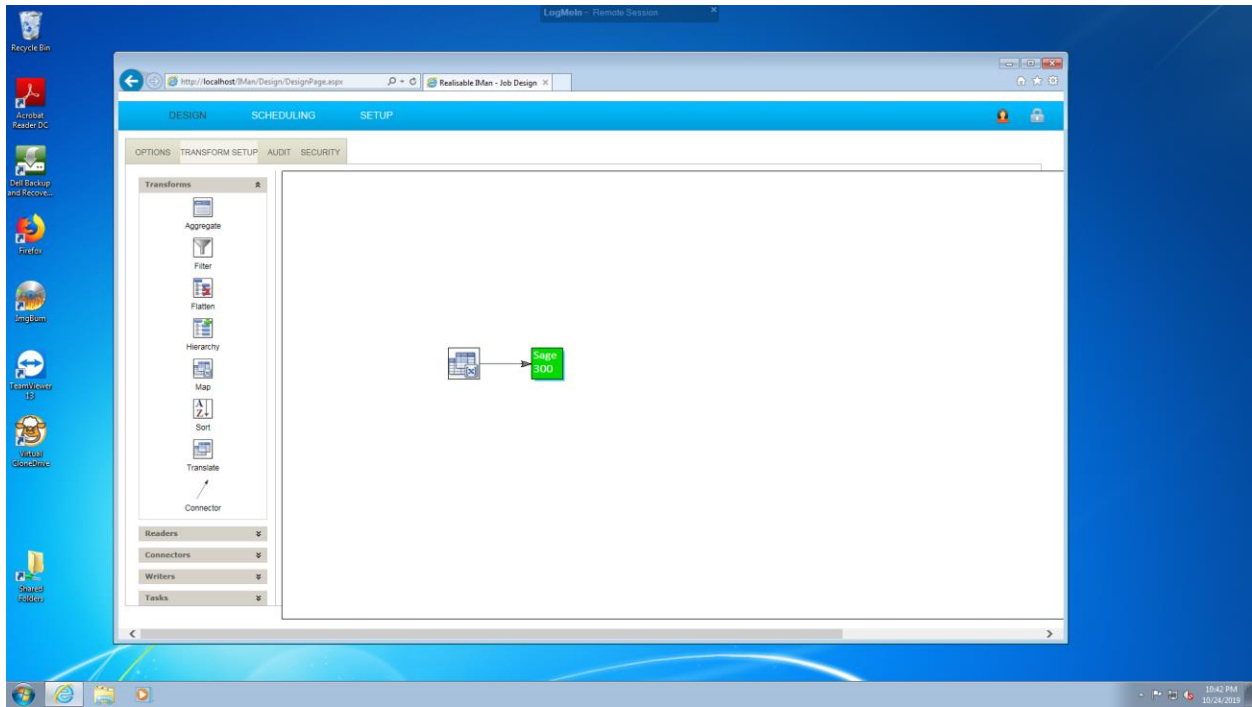 LogMeIn - Remote Session
Recycle Bin
Acrobat
Reader DC
Dell Backup
and Recove...
Firefox
ImgBurn
TeamViewer
13
Virtual
CloneDrive
Shared
Folders
http://localhost/IMan/Design/DesignPage.aspx
Realisable IMan - Job Design
DESIGN SCHEDULING SETUP
OPTIONS TRANSFORM SETUP AUDIT SECURITY
Transforms
Aggregate
Filter
Flatten
Hierarchy
Map
A
Z
Sort
Translate
Connector
Readers
Connectors
Writers
Tasks
Sage
300
10:42 PM
10/24/2019